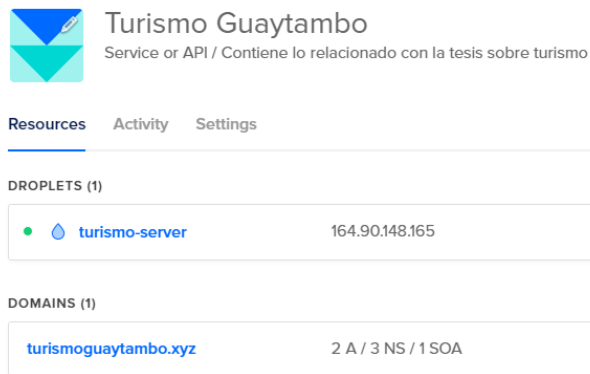 Turismo Guaytambo
Service or API / Contiene lo relacionado con la tesis sobre turismo
Resources Activity Settings
DROPLETS (1)
turismo-server 164.90.148.165
DOMAINS (1)
turismoguaytambo.xyz 2 A / 3 NS / 1 SOA